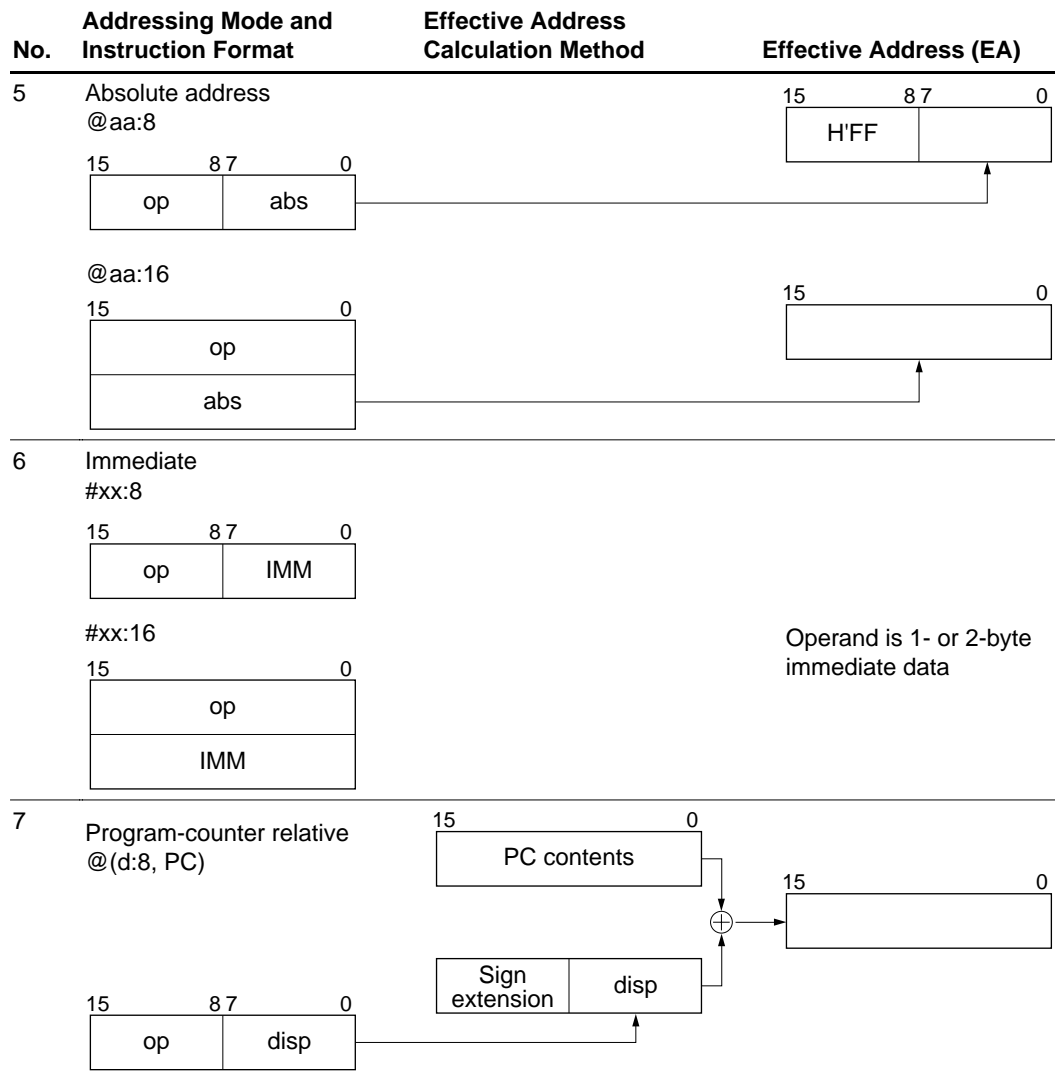 No. Addressing Mode and Instruction Format Effective Address Calculation Method Effective Address (EA)
5 Absolute address
@aa:8
15 8 7 0
op abs
15 8 7 0
H'FF
@aa:16
15 0
op
abs
15 0
6 Immediate
#xx:8
15 8 7 0
op IMM
#xx:16
15 0
op
IMM
Operand is 1- or 2-byte
immediate data
7 Program-counter relative
@(d:8, PC)
15 0
PC contents
15 0
Sign
extension
disp
15 8 7 0
op disp